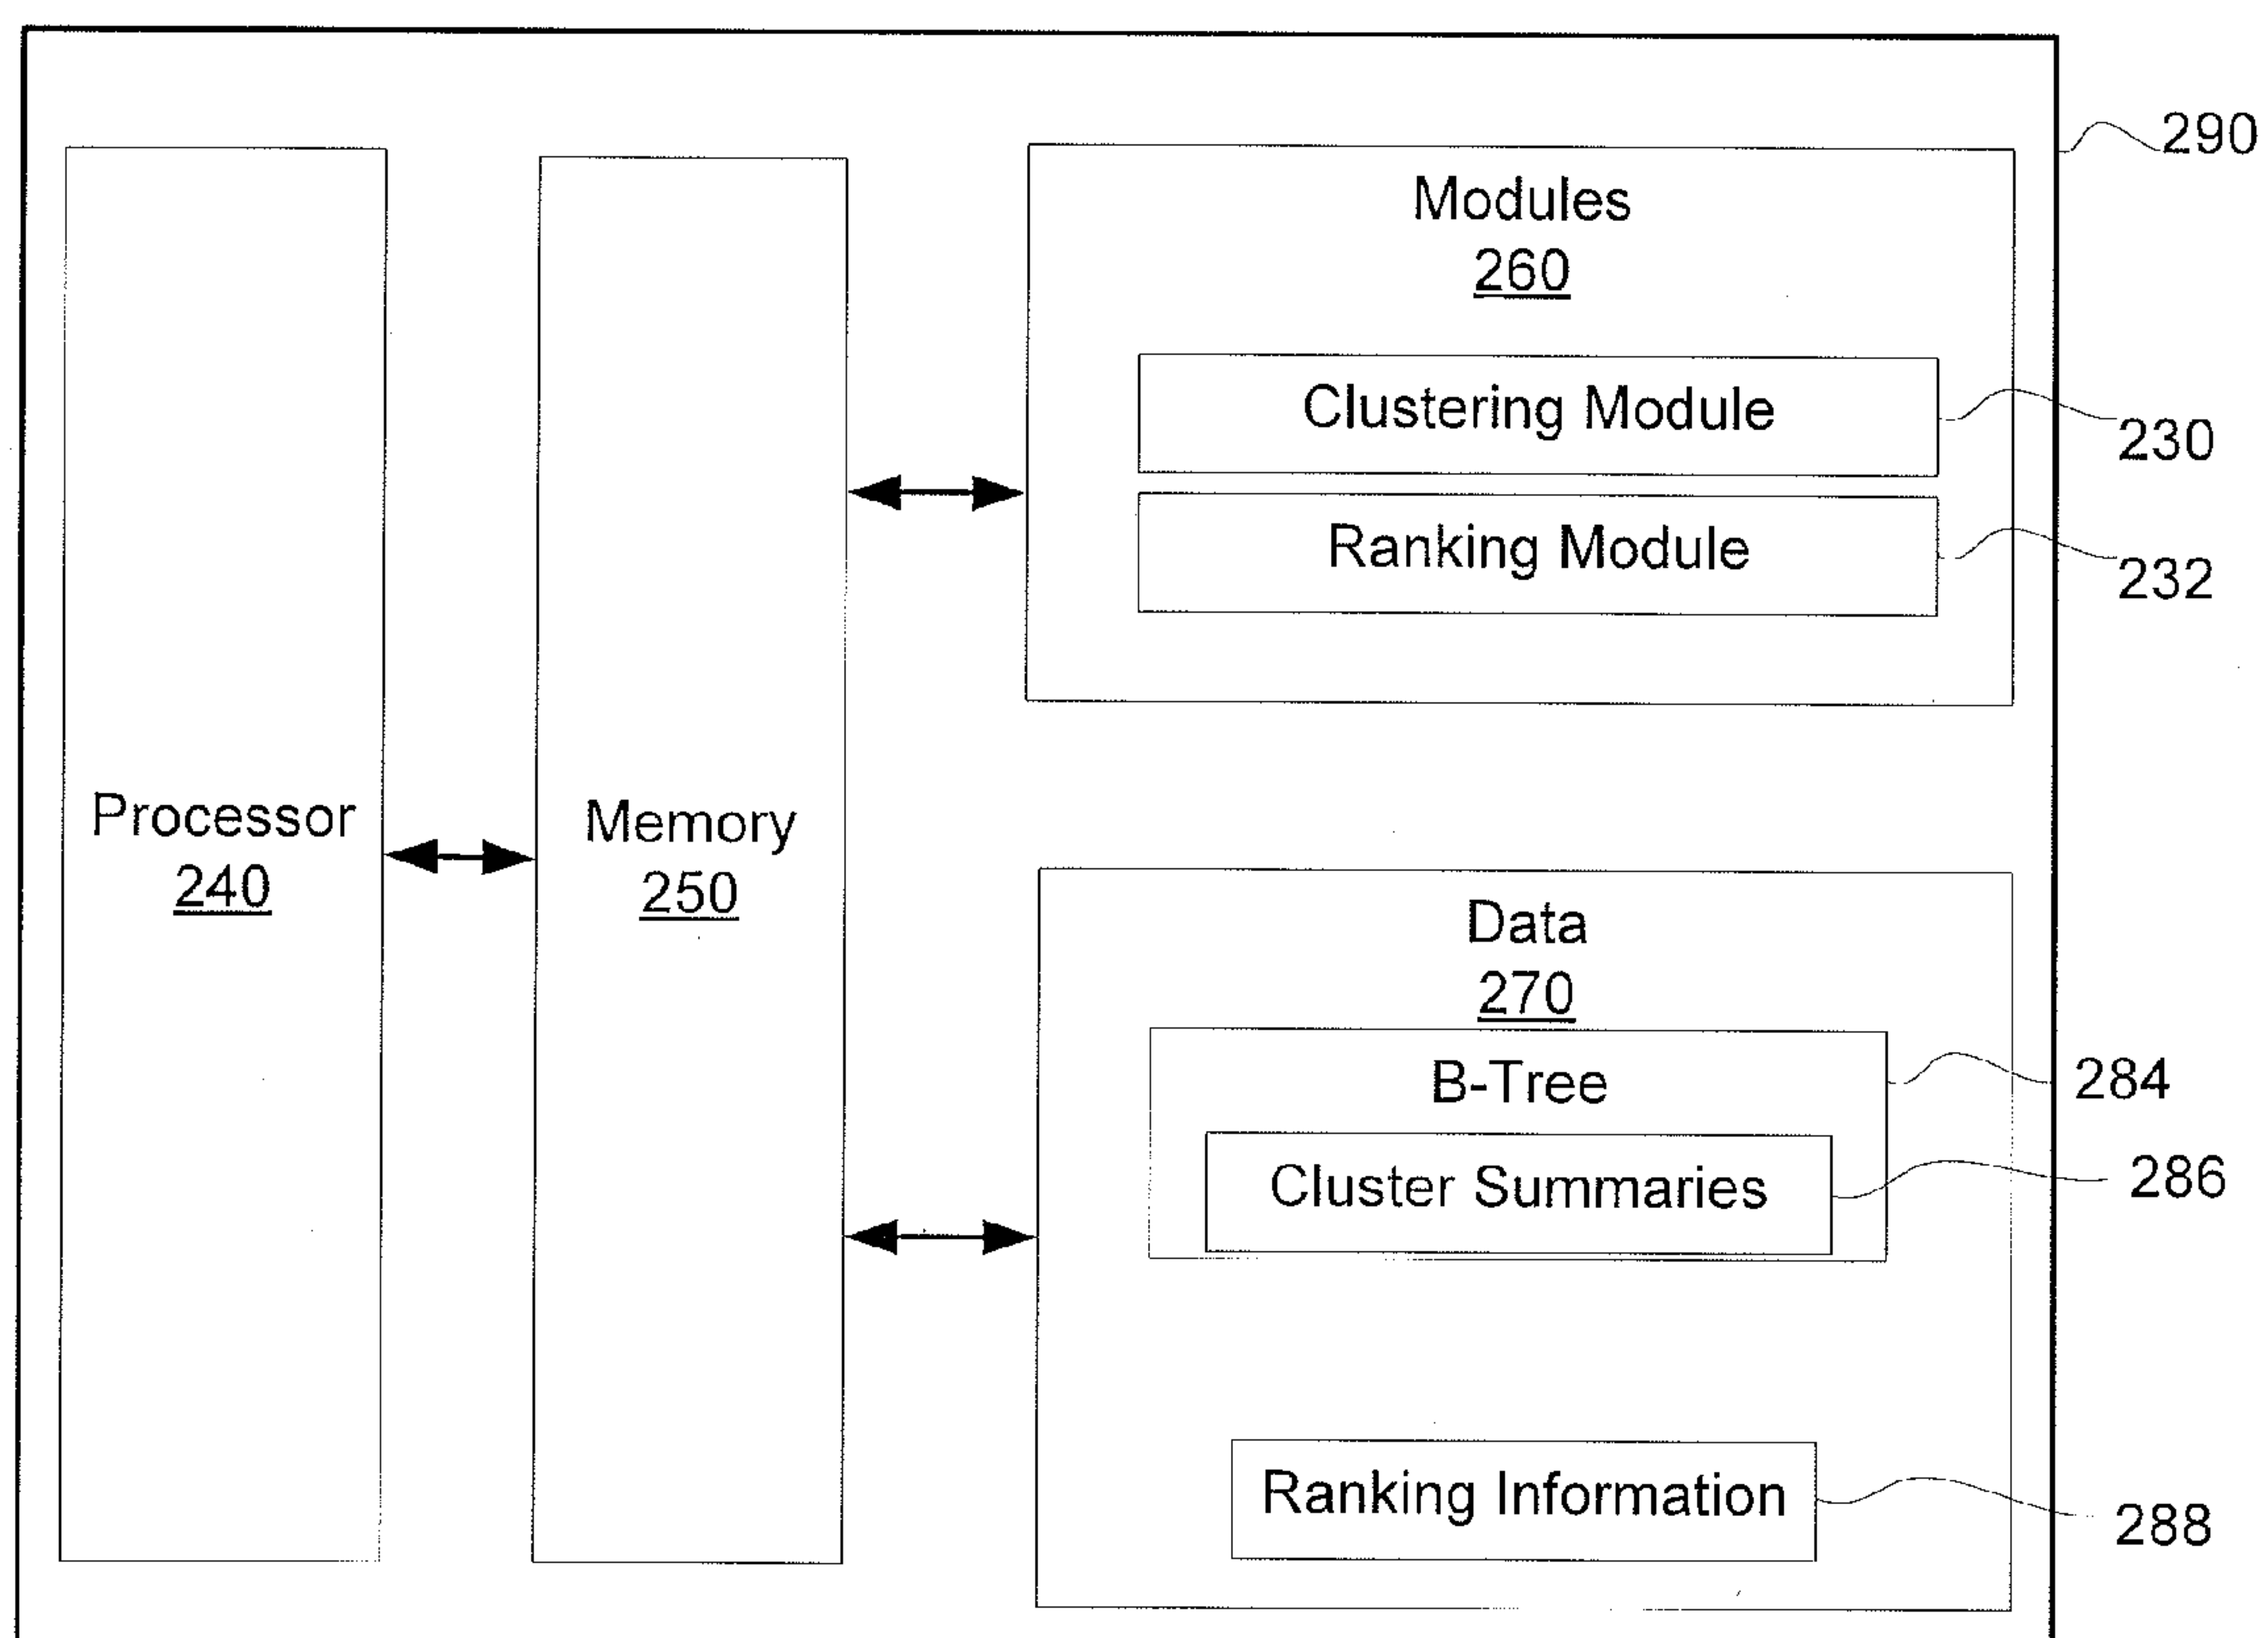 290
Modules
260
Clustering Module
230
Ranking Module
232
Processor
240
Memory
250
Data
270
B-Tree
284
Cluster Summaries
286
Ranking Information
288